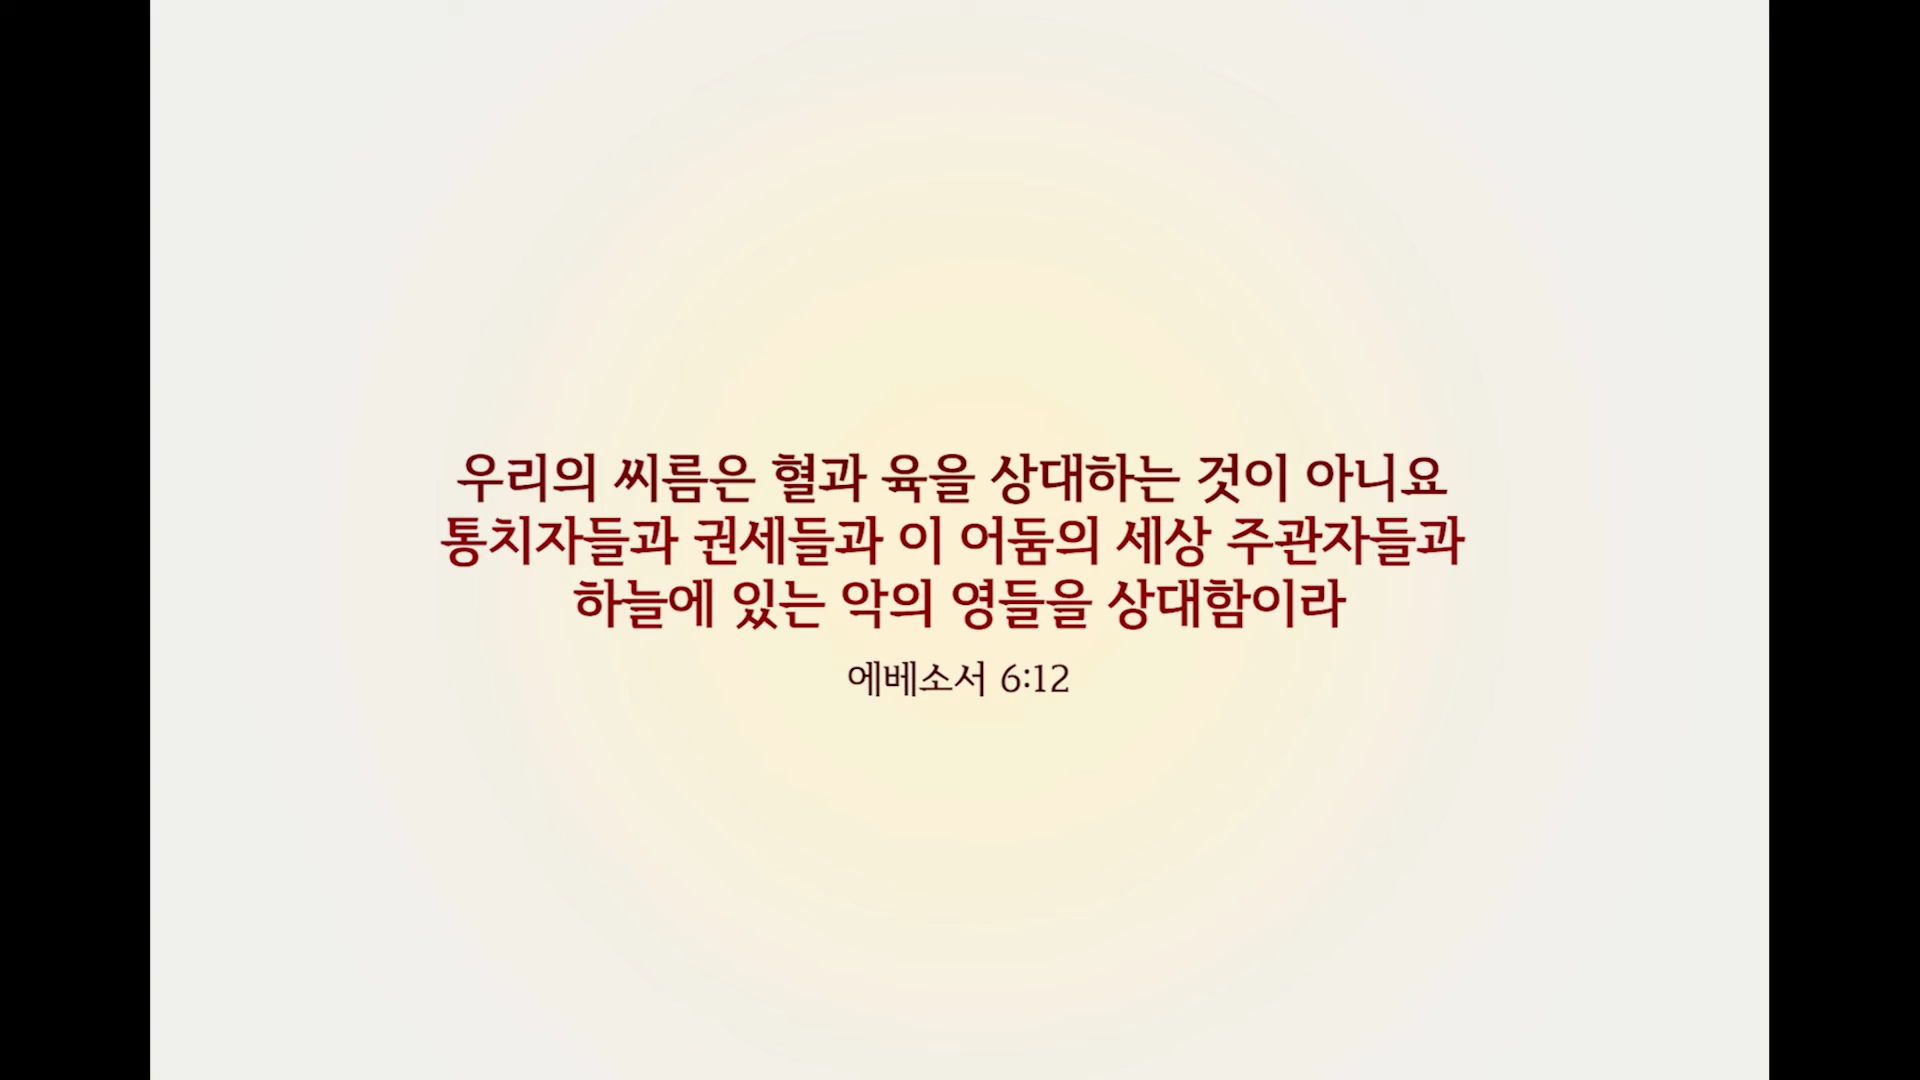 우리의 씨름은 혈과 육을 상대하는 것이 아니요
통치자들과 권세들과 이 어둠의 세상 주관자들과
하늘에 있는 악의 영들을 상대함이라
에베소서 6:12